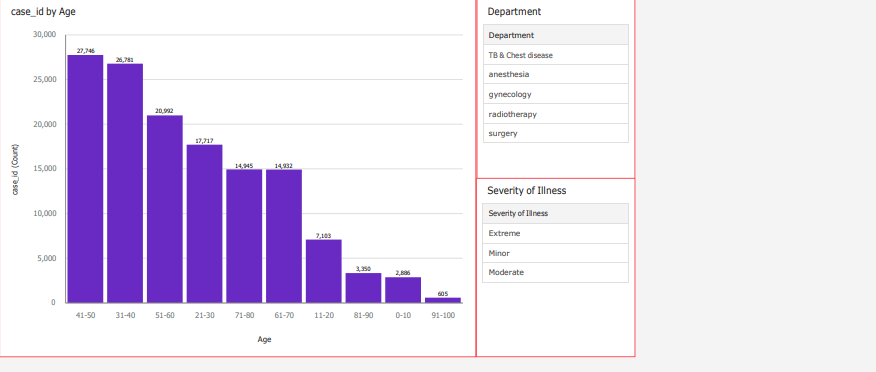 case_id by Age
30,000
25,000
20,000
15,000
10,000
5,000
0
case_id (Count)
27,746
26,781
20,992
17,717
14,945
14,932
7,103
3,350
2,886
605
41-50 31-40 51-60 21-30 71-80 61-70 11-20 81-90 0-10 91-100
Age
Department
Department
TB & Chest disease
anesthesia
gynecology
radiotherapy
surgery
Severity of Illness
Severity of Illness
Extreme
Minor
Moderate